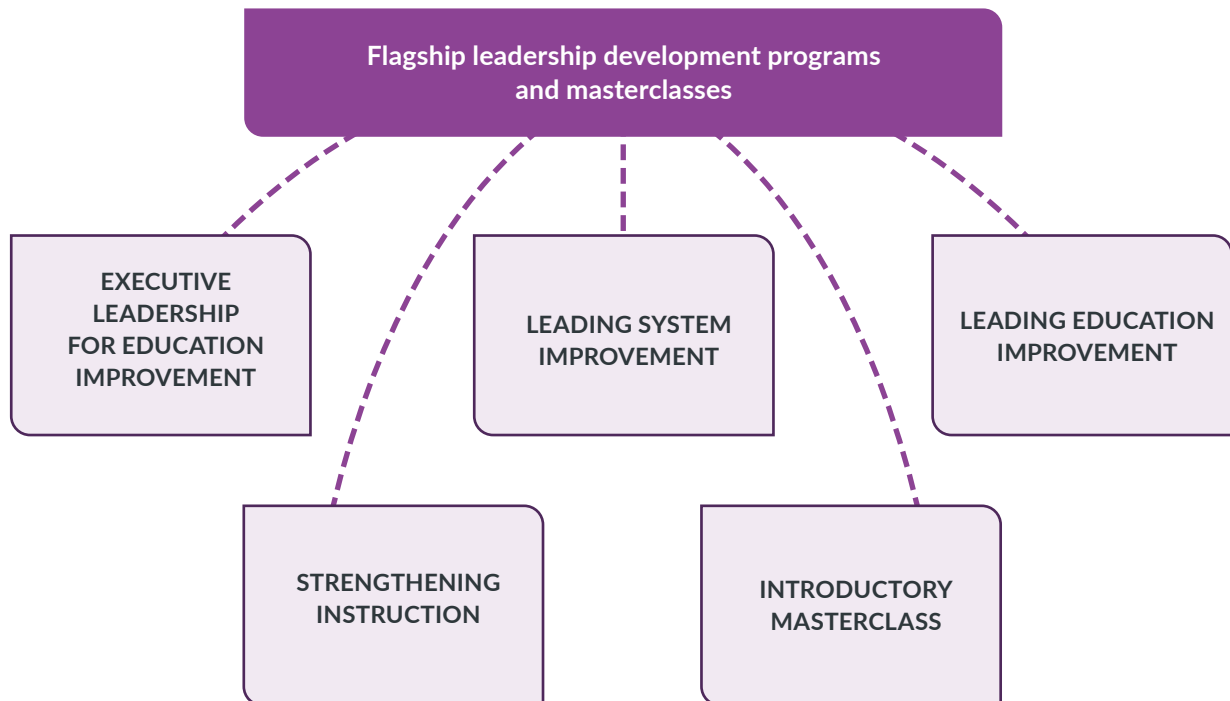 Flagship leadership development programs
and masterclasses
EXECUTIVE
LEADERSHIP
FOR EDUCATION
IMPROVEMENT
LEADING SYSTEM
IMPROVEMENT
LEADING EDUCATION
IMPROVEMENT
STRENGTHENING
INSTRUCTION
INTRODUCTORY
MASTERCLASS